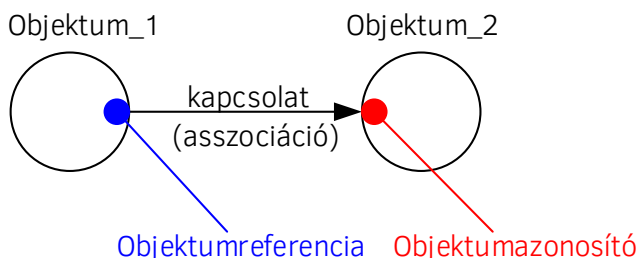 Objektum_1
Objektum_2
kapcsolat
(asszociáció)
Objektumreferencia
Objektumazonosító